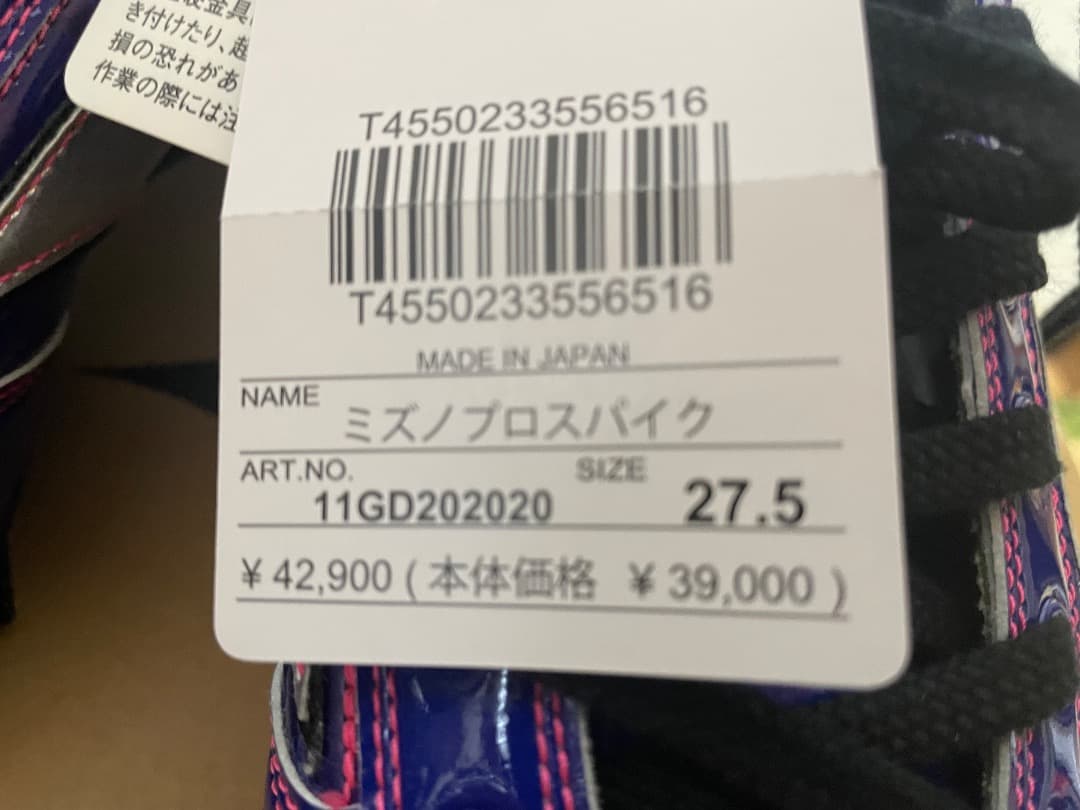 き付けたり、超
損の恐れがあ
作業の際には注
T4550233556516
T4550233556516
MADE IN JAPAN
NAME ミズノプロスパイク
ART.NO. SIZE
11GD202020 27.5
¥42,900(本体価格 ¥39,000)